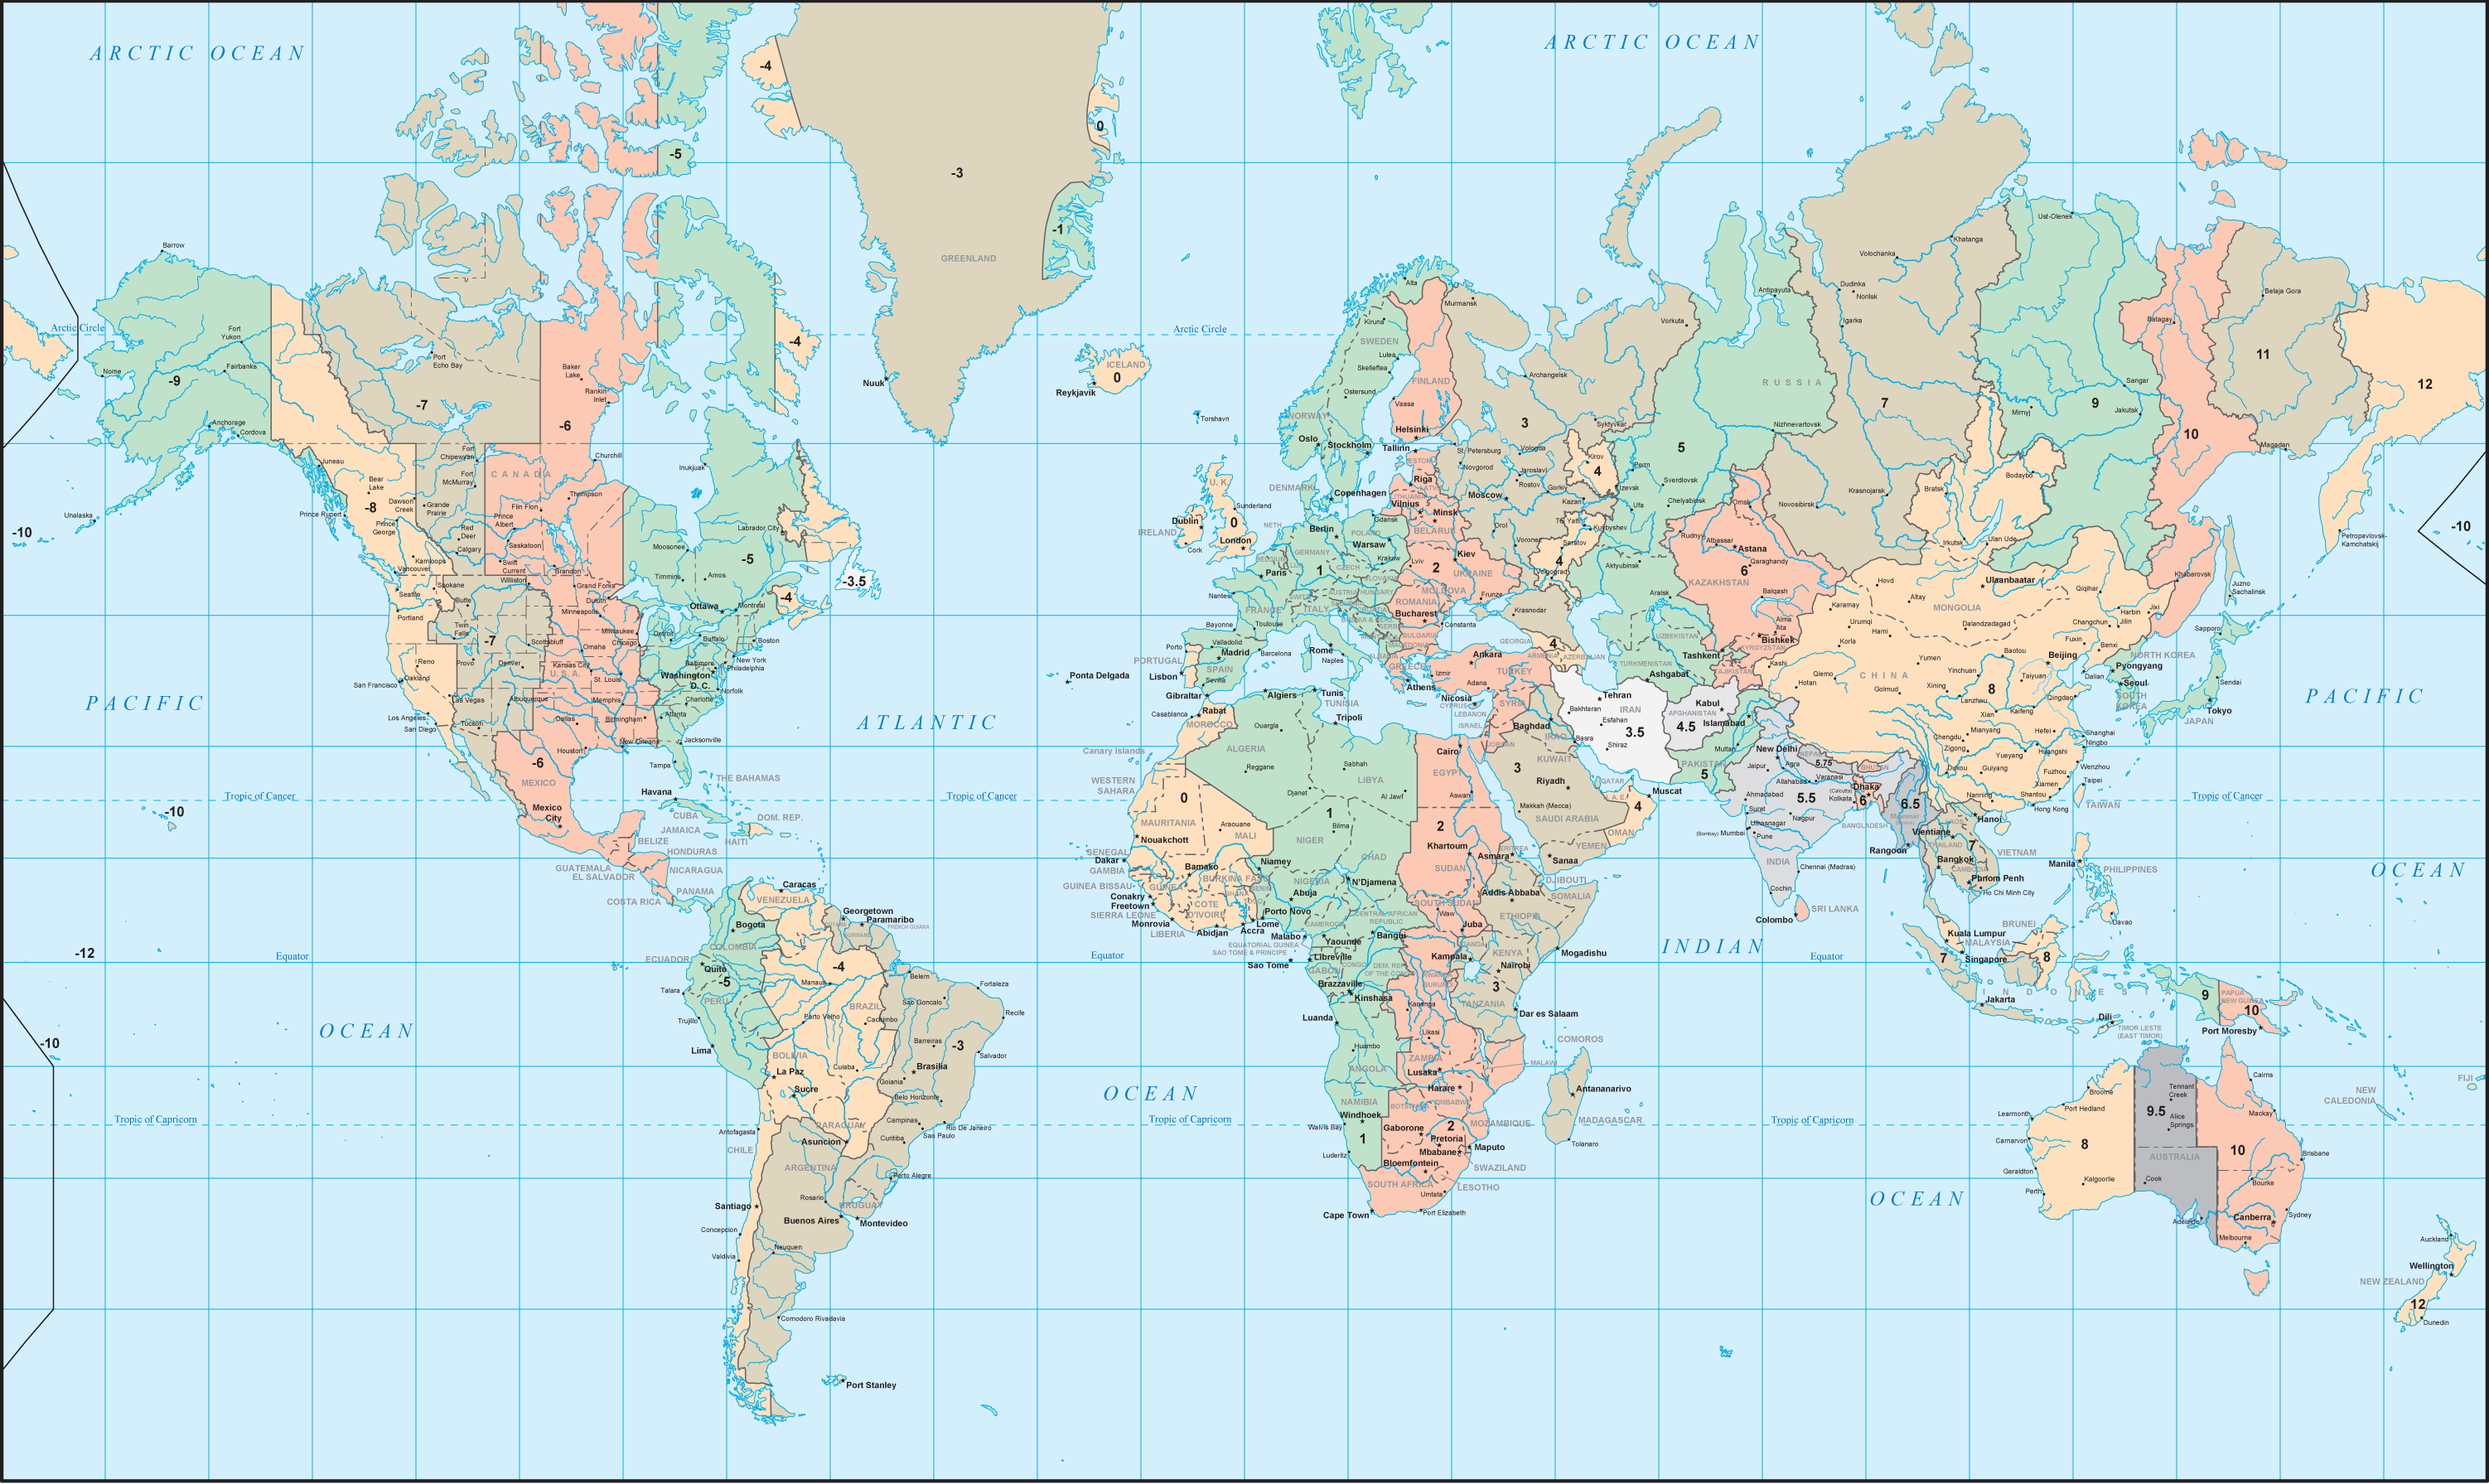 ARCTIC OCEAN
ARCTIC OCEAN
-4
0
-5
-3
-1
GREENLAND
Barrow
Arctic Circle
Fort
Yukon
Fairbanks
Nome
-9
Anchorage
Cordova
Unalaska
-10
Juneau
Prince Rupert
Port
Echo Bay
-7
Baker
Lake
Rankin
Inlet
-6
-4
Nuuk
Arctic Circle
ICELAND
0
Reykjavik
Torshavn
Fort
Chipewyan
CANADA
Churchill
Inukjuak
Bear
Lake
-8
Dawson
Creek
Prince
George
Fort
McMurray
Grande
Prairie
Thompson
Flin Flon
Prince
Albert
Red
Deer
Calgary
Saskatoon
Swift
Current
Brandon
Labrador City
Moosonee
-5
Timmins
Amos
-3.5
Kamloops
Vancouver
Spokane
Seattle
Portland
Butte
Williston
Grand Forks
Duluth
Minneapolis
Ottawa
Montreal
-4
Twin
Falls
-7
Scottsbluff
Milwaukee
Chicago
Detroit
Buffalo
Boston
Omaha
Reno
Provo
Denver
Kansas City
U. S. A.
St. Louis
Baltimore
New York
Philadelphia
Washington
D. C.
Norfolk
Oakland
San Francisco
Las Vegas
Albuquerque
Memphis
Charlotte
Los Angeles
San Diego
Tucson
Dallas
Birmingham
Atlanta
Houston
New Orleans
Jacksonville
Tampa
-6
MEXICO
Mexico
City
Havana
THE BAHAMAS
CUBA
DOM. REP.
JAMAICA
HAITI
BELIZE
HONDURAS
GUATEMALA
EL SALVADOR
NICARAGUA
PANAMA
COSTA RICA
Tropic of Cancer
-10
PACIFIC
ATLANTIC
Tropic of Cancer
-12
Equator
-10
OCEAN
Tropic of Capricorn
Caracas
VENEZUELA
Georgetown
Paramaribo
GUYANA
SURINAME
FRENCH GUIANA
Bogota
COLOMBIA
ECUADOR
Quito
-5
-4
Manaus
Belem
Fortaleza
Talara
PERU
Trujillo
Lima
BRAZIL
Sao Goncalo
Recife
Porto Velho
Cachimbo
Barreiras
-3
Salvador
BOLIVIA
La Paz
Sucre
Cuiaba
Goiania
Brasilia
Belo Horizonte
PARAGUAY
Antofagasta
Asuncion
Campinas
Rio De Janeiro
Sao Paulo
Curitiba
CHILE
ARGENTINA
Porto Alegre
Rosario
Santiago
URUGUAY
Buenos Aires
Montevideo
Concepcion
Valdivia
Neuquen
Comodoro Rivadavia
Port Stanley
OCEAN
Equator
Tropic of Capricorn
Alta
Murmansk
Kiruna
SWEDEN
Lulea
Skelleftea
Ostersund
FINLAND
Vaasa
NORWAY
Helsinki
Oslo
Stockholm
Tallinn
ESTONIA
U. K.
Sunderland
0
London
Dublin
IRELAND
Cork
DENMARK
Copenhagen
Riga
LATVIA
LITHUANIA
Vilnius
Minsk
BELARUS
NETH.
Berlin
Gdansk
POLAND
Warsaw
GERMANY
BELGIUM
LUX
Krakow
Lviv
Kiev
2
UKRAINE
Paris
1
CZECH
SLOVAKIA
AUSTRIA
HUNGARY
MOLDOVA
ROMANIA
Bucharest
Constanta
Nantes
FRANCE
SWITZ
ITALY
Toulouse
Bayonne
Valladolid
Porto
PORTUGAL
Lisbon
Madrid
SPAIN
Barcelona
Sevilla
Gibraltar
Rome
Naples
BULGARIA
MACEDONIA
ALBANIA
GREECE
Athens
Ankara
Izmir
TURKEY
Adana
Ponta Delgada
Archangelsk
Vorkuta
3
Syktyvkar
Vologda
St. Petersburg
Novgorod
Jaroslavl
Rostov
Gorky
Moscow
Kirov
4
Kazan
Izevsk
Perm
Ufa
Orol
Voronez
Kuybyshev
Saratov
4
Volgograd
Frunze
Krasnodar
GEORGIA
4
ARMENIA
AZERBAIJAN
Antipayuta
RUSSIA
Nizhnevartovsk
5
Sverdlovsk
Chelyabinsk
Volochanka
Khatanga
Dudinka
Norilsk
Igarka
7
Omsk
Novosibirsk
Krasnojarsk
Ust-Olenek
Sangar
9
Mirnyj
Jakutsk
Bratsk
Bodaybo
Irkutsk
Ulan Ude
Belaja Gora
Batagay
11
10
Magadan
12
-10
Petropavlovsk-
Kamchatskij
Khabarovsk
Juzno
Sachalinsk
Rudny
Atbassar
Astana
Qaraghandy
6
KAZAKHSTAN
Aktyubinsk
Aralsk
Balqash
Alma
Ata
Bishkek
KYRGYZSTAN
UZBEKISTAN
Tashkent
TURKMENISTAN
TAJIKISTAN
Ashgabat
Hovd
Altay
Ulaanbaatar
MONGOLIA
Dalandzadagad
Karamay
Urumqi
Hami
Korla
Kashi
Hotan
Qiemo
Golmud
CHINA
Yumen
Yinchuan
Xining
Lanzhou
Xian
8
Baotou
Taiyuan
Beijing
Kaifeng
Qiqihar
Harbin
Jixi
Jilin
Changchun
Fuxin
Benxi
Dalian
Qingdao
NORTH KOREA
Pyongyang
Seoul
SOUTH
KOREA
Sapporo
Sendai
Tokyo
JAPAN
Chengdu
Mianyang
Zigong
Hefei
Shanghai
Ningbo
Yueyang
Huangshi
Wenzhou
Dukou
Guiyang
Fuzhou
Xiamen
Taipei
Nanning
Shantou
Hong Kong
TAIWAN
Tropic of Cancer
PACIFIC
OCEAN
Tunis
Algiers
TUNISIA
Tripoli
Casablanca
Rabat
MOROCCO
Canary Islands
ALGERIA
Ouargla
Reggane
Sabhah
LIBYA
Djanet
Al Jawf
WESTERN
SAHARA
0
MAURITANIA
Nouakchott
Araouane
MALI
1
Bilma
NIGER
CHAD
SENEGAL
Dakar
GAMBIA
GUINEA BISSAU
GUINEA
Bamako
BURKINA FASO
Niamey
N'Djamena
NIGERIA
Abuja
Conakry
Freetown
SIERRA LEONE
Monrovia
LIBERIA
COTE
D'IVOIRE
GHANA
TOGO
BENIN
Abidjan
Accra
Lome
Porto Novo
CAMEROON
CENTRAL AFRICAN
REPUBLIC
Malabo
Yaounde
Bangui
EQUATORIAL GUINEA
SAO TOME & PRINCIPE
Sao Tome
Libreville
GABON
CONGO
DEM. REP.
OF THE CONGO
Brazzaville
Kinshasa
Luanda
Huambo
ANGOLA
Nicosia
CYPRUS
LEBANON
ISRAEL
SYRIA
JORDAN
Cairo
EGYPT
Aswan
2
Khartoum
SUDAN
Asmara
ERITREA
SOUTH SUDAN
Waw
Juba
Addis Ababa
ETHIOPIA
DJIBOUTI
SOMALIA
UGANDA
Kampala
KENYA
Nairobi
Mogadishu
3
RWANDA
BURUNDI
TANZANIA
Dar es Salaam
Kananga
Likasi
ZAMBIA
Lusaka
MALAWI
COMOROS
Harare
ZIMBABWE
BOTSWANA
NAMIBIA
Windhoek
Walvis Bay
Luderitz
1
Gaborone
2
MOZAMBIQUE
Pretoria
Mbabane
Maputo
SWAZILAND
Bloemfontein
SOUTH AFRICA
LESOTHO
Umtata
Port Elizabeth
Cape Town
Antananarivo
MADAGASCAR
Tolanaro
Baghdad
IRAQ
Basra
KUWAIT
3
Riyadh
Makkah (Mecca)
SAUDI ARABIA
QATAR
U. A. E.
4
Muscat
OMAN
YEMEN
Sanaa
Tehran
IRAN
Bakhtaran
Esfahan
Shiraz
3.5
Kabul
AFGHANISTAN
4.5
Islamabad
Multan
PAKISTAN
5
New Delhi
Jaipur
Agra
NEPAL
5.75
BHUTAN
Allahabad
Varanasi
Ahmadabad
5.5
(Calcutta)
Kolkata
Dhaka
6
BANGLADESH
Surat
Ulhasnagar
Nagpur
(Bombay) Mumbai
Pune
INDIA
Chennai (Madras)
Cochin
Colombo
SRI LANKA
6.5
Myanmar
Rangoon
Vientiane
LAOS
Hanoi
THAILAND
7
VIETNAM
Bangkok
CAMBODIA
Phnom Penh
Ho Chi Minh City
Manila
PHILIPPINES
Davao
BRUNEI
Kuala Lumpur
MALAYSIA
Singapore
7
8
INDONESIA
Jakarta
Dili
TIMOR LESTE
(EAST TIMOR)
9
PAPUA
NEW GUINEA
10
Port Moresby
INDIAN
Equator
Tropic of Capricorn
OCEAN
Broome
Port Hedland
Learmonth
Carnarvon
Geraldton
Perth
8
Kalgoorlie
Tennant
Creek
9.5
Alice
Springs
AUSTRALIA
Cook
Adelaide
Cairns
Mackay
10
Brisbane
Bourke
Canberra
Sydney
Melbourne
NEW
CALEDONIA
FIJI
Auckland
Wellington
NEW ZEALAND
12
Dunedin